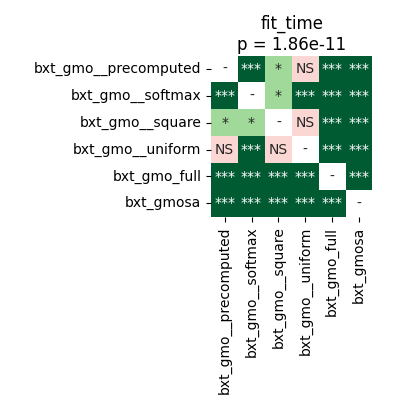 fit_time
p = 1.86e-11
bxt_gmo__precomputed - *** * NS *** ***
bxt_gmo__softmax *** - * *** *** ***
bxt_gmo__square * * - NS *** ***
bxt_gmo__uniform NS *** NS - *** ***
bxt_gmo_full *** *** *** *** - ***
bxt_gmosa *** *** *** *** *** -
bxt_gmo__precomputed
bxt_gmo__softmax
bxt_gmo__square
bxt_gmo__uniform
bxt_gmo_full
bxt_gmosa